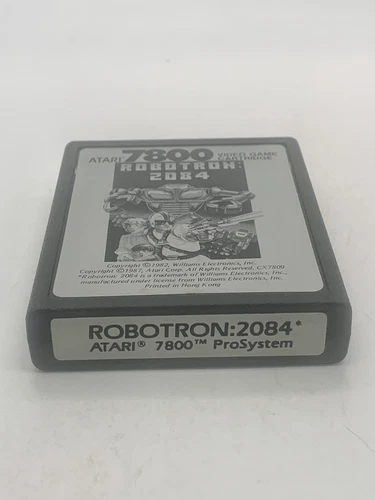 ATARI 7800 VIDEO GAME CARTRIDGE
ROBOTRON:
2084
Copyright ©1982, Williams Electronics, Inc.
Copyright ©1987, Atari Corp. All Rights Reserved. CX7809
*Robotron: 2084 is a trademark of Williams Electronics, Inc.,
manufactured under license from Williams Electronics, Inc.
Printed in Hong Kong
ROBOTRON:2084*
ATARI® 7800™ ProSystem